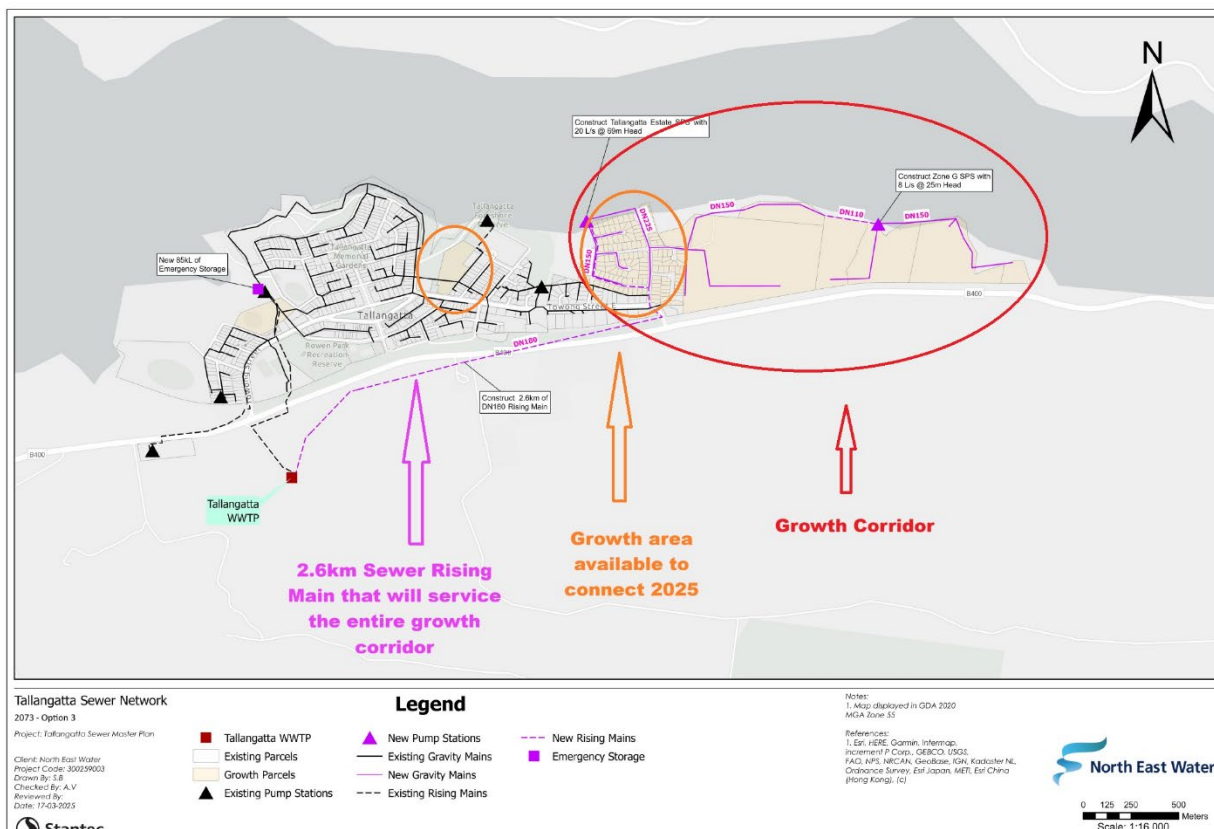 N
Construct Tallangatta Estate SPS with
20 L/s @ 69m Head
Construct Zone G SPS with
8 L/s @ 25m Head
New 85kL of
Emergency Storage
Tallangatta
Memorial
Gardens
Tallangatta
Foreshore
Reserve
DN225
DN150
DN150
DN110
DN150
B400
Towong Street E
Tallangatta
Rowen Park
Recreation
Reserve
DN180
B400
Construct 2.6km of
DN180 Rising Main
B400
Tallangatta
WWTP
2.6km Sewer Rising
Main that will service
the entire growth
corridor
Growth area
available to
connect 2025
Growth Corridor
Tallangatta Sewer Network
2073 - Option 3
Project: Tallangatta Sewer Master Plan
Client: North East Water
Project Code: 300259003
Drawn By: S.B
Checked By: A.V
Reviewed By:
Date: 17-03-2025
Stantec
Legend
Tallangatta WWTP
Existing Parcels
Growth Parcels
Existing Pump Stations
New Pump Stations
Existing Gravity Mains
New Gravity Mains
Existing Rising Mains
New Rising Mains
Emergency Storage
Notes:
1. Map displayed in GDA 2020
MGA Zone 55
References:
1. Esri, HERE, Garmin, Intermap,
increment P Corp., GEBCO, USGS,
FAO, NPS, NRCAN, GeoBase, IGN, Kadaster NL,
Ordnance Survey, Esri Japan, METI, Esri China
(Hong Kong), (c)
North East Water
0 125 250 500
Meters
Scale: 1:16,000